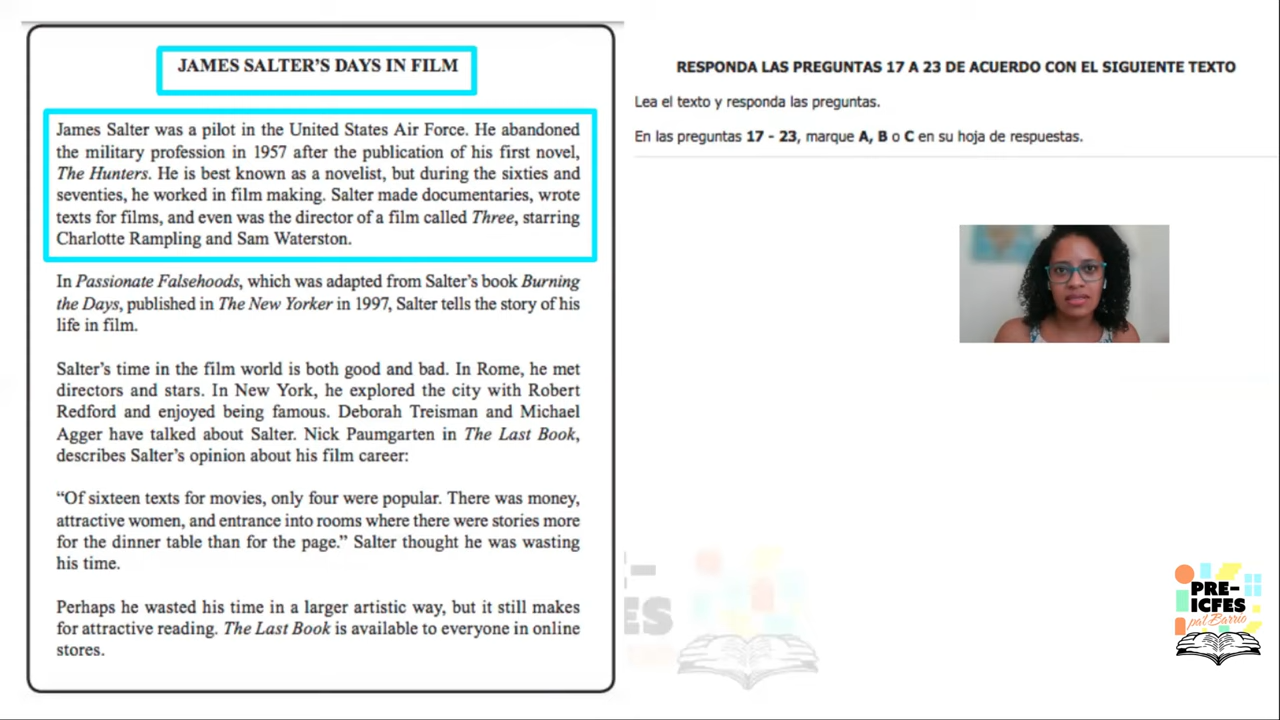 JAMES SALTER'S DAYS IN FILM
James Salter was a pilot in the United States Air Force. He abandoned
the military profession in 1957 after the publication of his first novel,
The Hunters. He is best known as a novelist, but during the sixties and
seventies, he worked in film making. Salter made documentaries, wrote
texts for films, and even was the director of a film called Three, starring
Charlotte Rampling and Sam Waterston.
In Passionate Falsehoods, which was adapted from Salter's book Burning
the Days, published in The New Yorker in 1997, Salter tells the story of his
life in film.
Salter's time in the film world is both good and bad. In Rome, he met
directors and stars. In New York, he explored the city with Robert
Redford and enjoyed being famous. Deborah Treisman and Michael
Agger have talked about Salter. Nick Paumgarten in The Last Book,
describes Salter's opinion about his film career:
“Of sixteen texts for movies, only four were popular. There was money,
attractive women, and entrance into rooms where there were stories more
for the dinner table than for the page.” Salter thought he was wasting
his time.
Perhaps he wasted his time in a larger artistic way, but it still makes
for attractive reading. The Last Book is available to everyone in online
stores.
RESPONDA LAS PREGUNTAS 17 A 23 DE ACUERDO CON EL SIGUIENTE TEXTO
Lea el texto y responda las preguntas.
En las preguntas 17 - 23, marque A, B o C en su hoja de respuestas.
PRE-
ICFES
pa'l Barrio